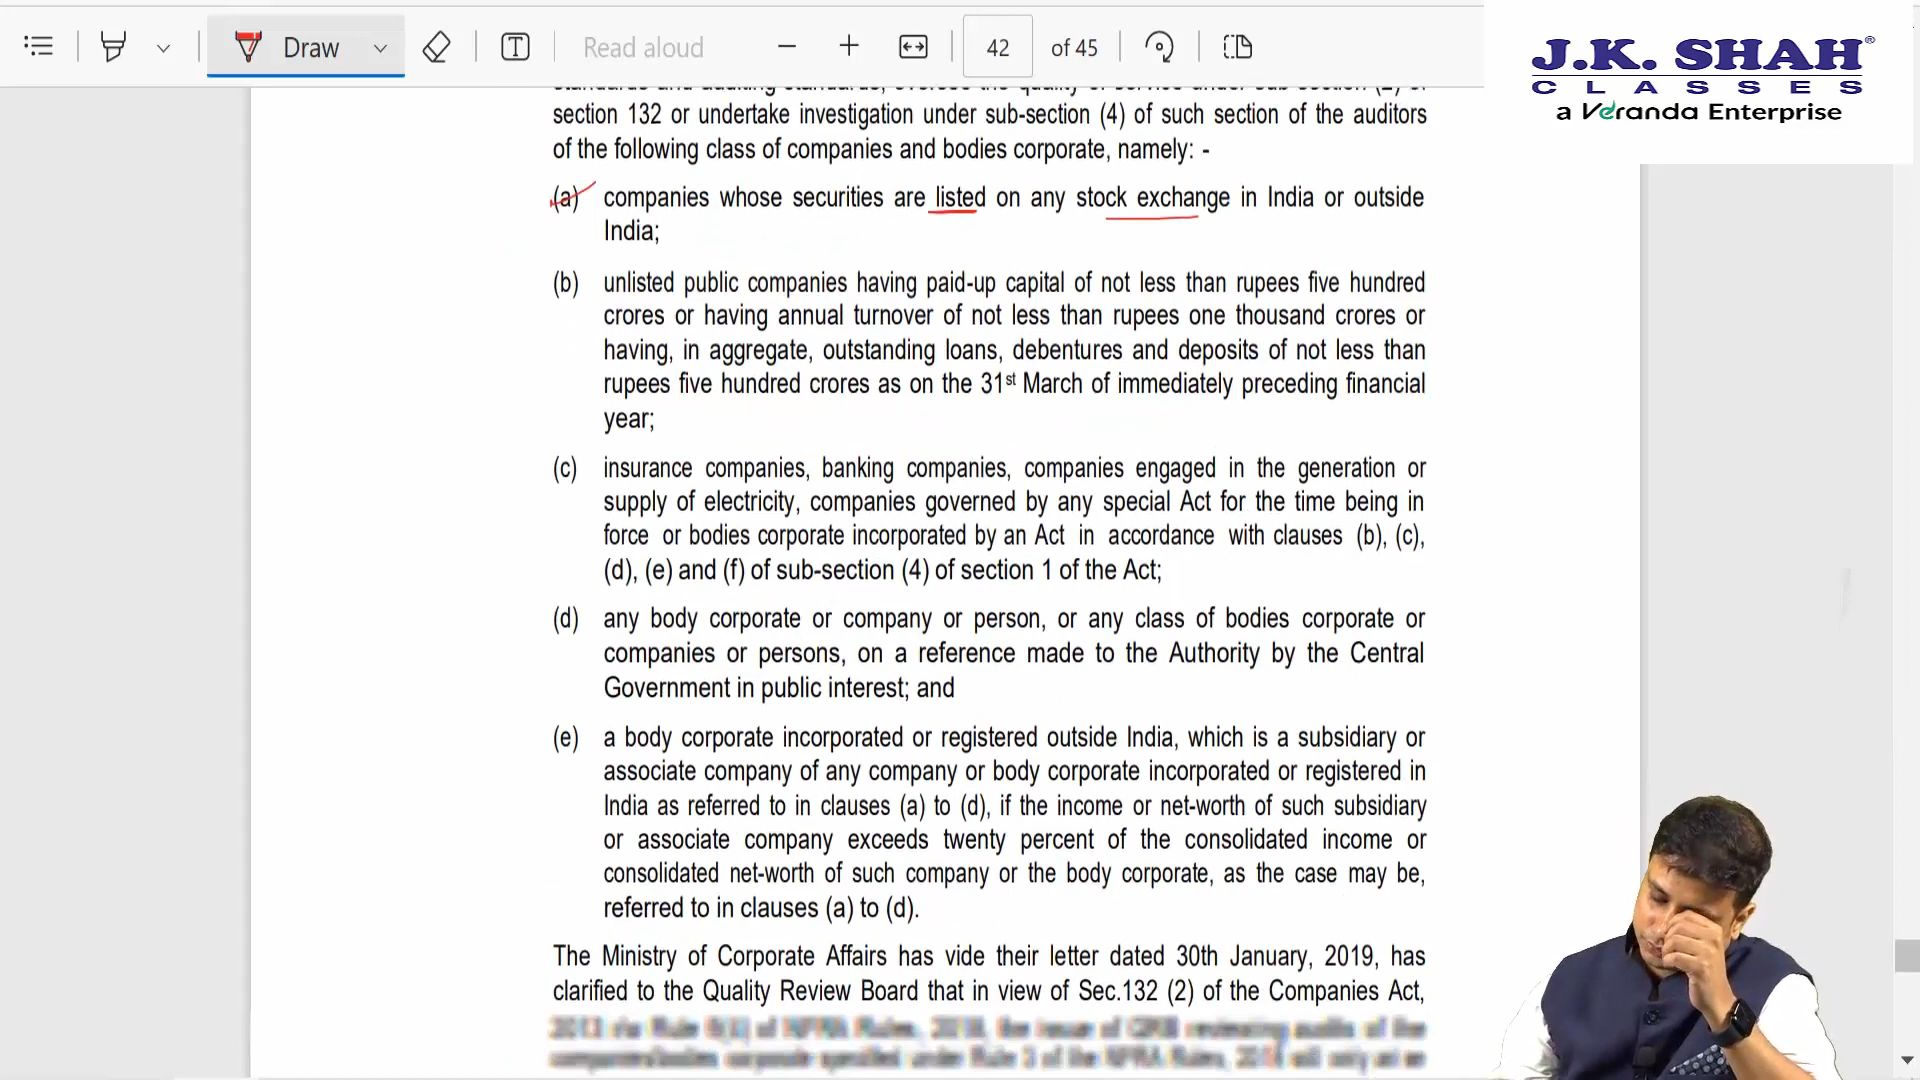 Draw
Read aloud
42
of 45
J.K. SHAH®
CLASSES
a Veranda Enterprise
standards and auditing standards, oversee the quality of service under sub-section (2) of
section 132 or undertake investigation under sub-section (4) of such section of the auditors
of the following class of companies and bodies corporate, namely: -
(a) companies whose securities are listed on any stock exchange in India or outside
India;
(b) unlisted public companies having paid-up capital of not less than rupees five hundred
crores or having annual turnover of not less than rupees one thousand crores or
having, in aggregate, outstanding loans, debentures and deposits of not less than
rupees five hundred crores as on the 31st March of immediately preceding financial
year;
(c) insurance companies, banking companies, companies engaged in the generation or
supply of electricity, companies governed by any special Act for the time being in
force or bodies corporate incorporated by an Act in accordance with clauses (b), (c),
(d), (e) and (f) of sub-section (4) of section 1 of the Act;
(d) any body corporate or company or person, or any class of bodies corporate or
companies or persons, on a reference made to the Authority by the Central
Government in public interest; and
(e) a body corporate incorporated or registered outside India, which is a subsidiary or
associate company of any company or body corporate incorporated or registered in
India as referred to in clauses (a) to (d), if the income or net-worth of such subsidiary
or associate company exceeds twenty percent of the consolidated income or
consolidated net-worth of such company or the body corporate, as the case may be,
referred to in clauses (a) to (d).
The Ministry of Corporate Affairs has vide their letter dated 30th January, 2019, has
clarified to the Quality Review Board that in view of Sec.132 (2) of the Companies Act,